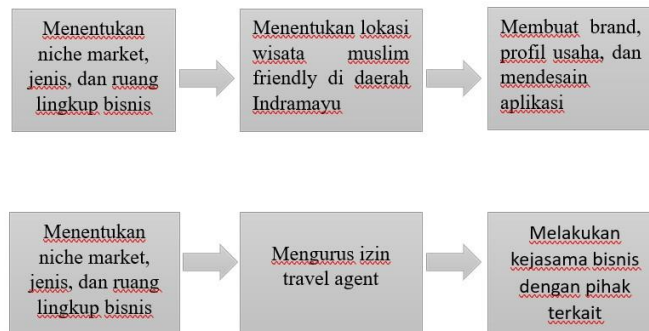 Menentukan
niche market,
jenis, dan ruang
lingkup bisnis
Menentukan lokasi
wisata muslim
friendly di daerah
Indramayu
Membuat brand,
profil usaha, dan
mendesain
aplikasi
Menentukan
niche market,
jenis, dan ruang
lingkup bisnis
Mengurus izin
travel agent
Melakukan
kejasama bisnis
dengan pihak
terkait